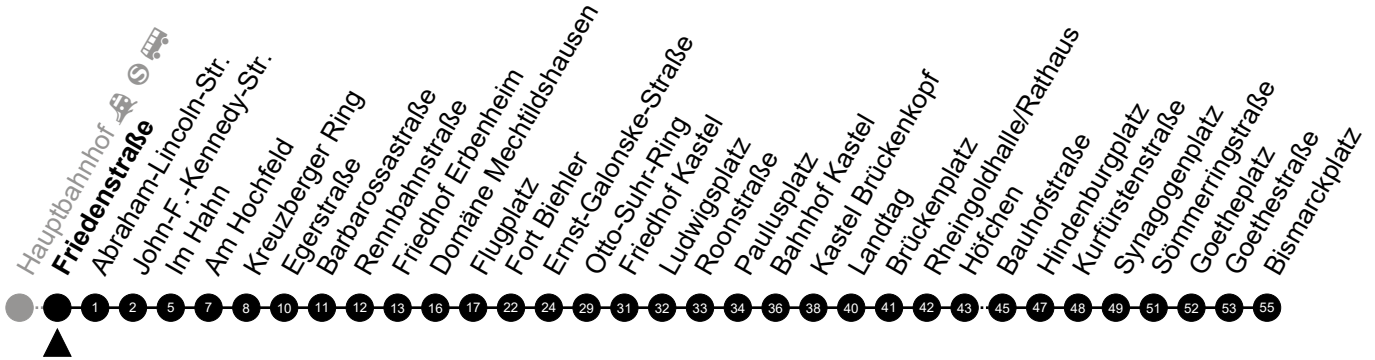 Hauptbahnhof
Friedenstraße
Abraham-Lincoln-Str.
John-F.-Kennedy-Str.
Im Hahn
Am Hochfeld
Kreuzberger Ring
Egerstraße
Barbarossastraße
Rennbahnstraße
Friedhof Erbenheim
Domäne Mechtildshausen
Flugplatz
Fort Biehler
Ernst-Galonske-Straße
Otto-Suhr-Ring
Friedhof Kastel
Ludwigsplatz
Roonstraße
Paulusplatz
Bahnhof Kastel
Kastel Brückenkopf
Landtag
Brückenplatz
Rheingoldhalle/Rathaus
Höfchen
Bauhofstraße
Hindenburgplatz
Kurfürstenstraße
Synagogenplatz
Sömmerringstraße
Goetheplatz
Goethestraße
Bismarckplatz
1 2 5 7 8 10 11 12 13 16 17 22 24 29 31 32 33 34 36 38 40 41 42 43 45 47 48 49 51 52 53 55